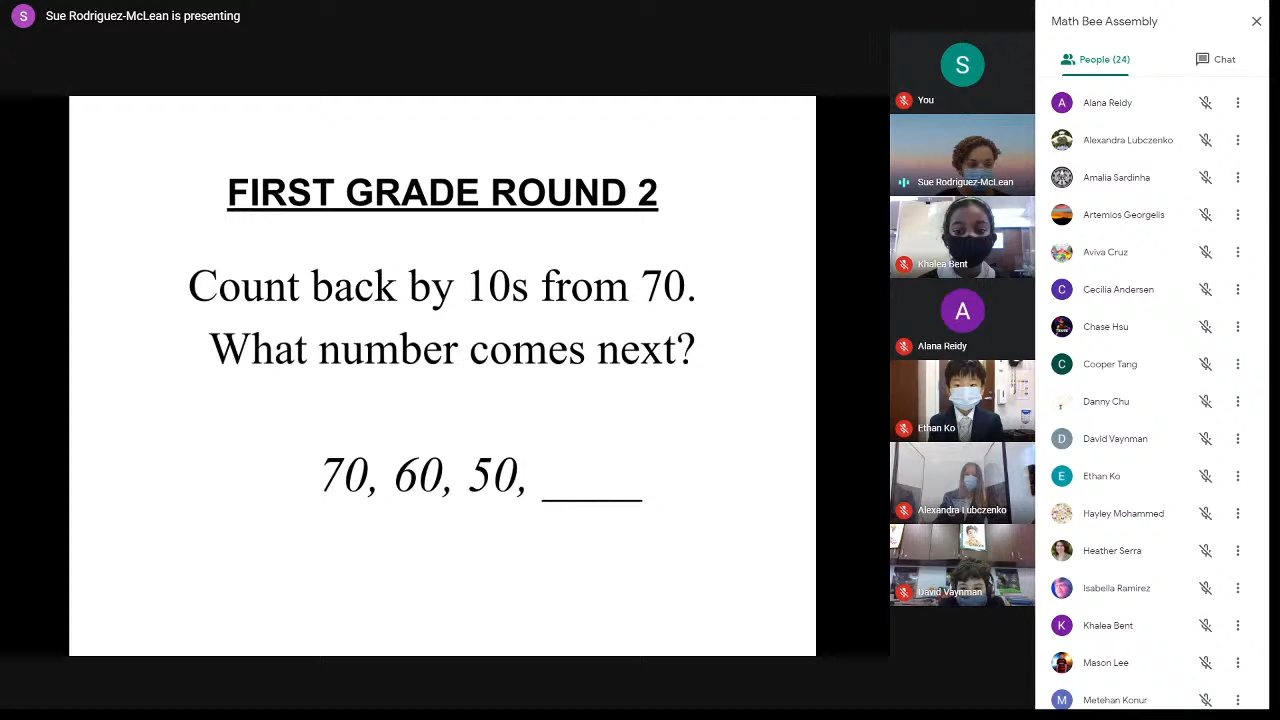 S
Sue Rodriguez-McLean is presenting
FIRST GRADE ROUND 2
Count back by 10s from 70.
What number comes next?
70, 60, 50, _____
S
You
Sue Rodriguez-McLean
Khalea Bent
A
Alana Reidy
Ethan Ko
Alexandra Lubczenko
David Vaynman
Math Bee Assembly
People (24)
Chat
A Alana Reidy
Alexandra Lubczenko
Amalia Sardinha
Artemios Georgelis
Aviva Cruz
C Cecilia Andersen
Chase Hsu
C Cooper Tang
Danny Chu
D David Vaynman
E Ethan Ko
Hayley Mohammed
Heather Serra
Isabella Ramirez
K Khalea Bent
Mason Lee
M Metehan Konur